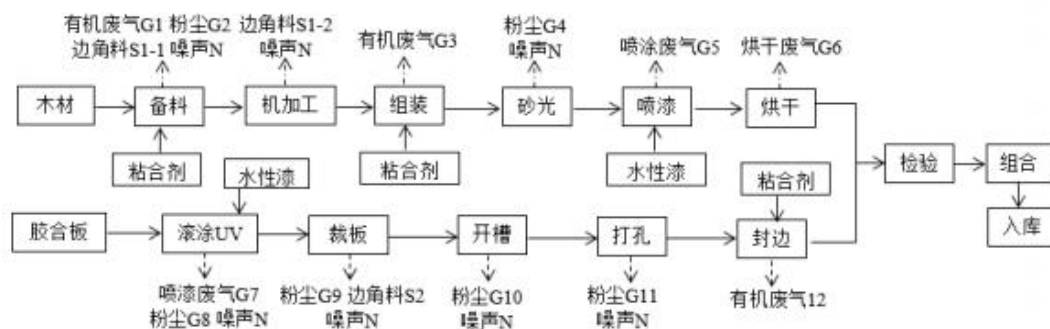 有机废气G1 粉尘G2 边角料S1-2
边角料S1-1 噪声N 噪声N
有机废气G3
粉尘G4
噪声N
喷涂废气G5
烘干废气G6
木材
备料
机加工
组装
砂光
喷漆
烘干
粘合剂
水性漆
粘合剂
水性漆
粘合剂
检验
组合
入库
胶合板
滚涂UV
裁板
开槽
打孔
封边
喷漆废气G7
粉尘G8 噪声N
粉尘G9 边角料S2
噪声N
粉尘G10
噪声N
粉尘G11
噪声N
有机废气12